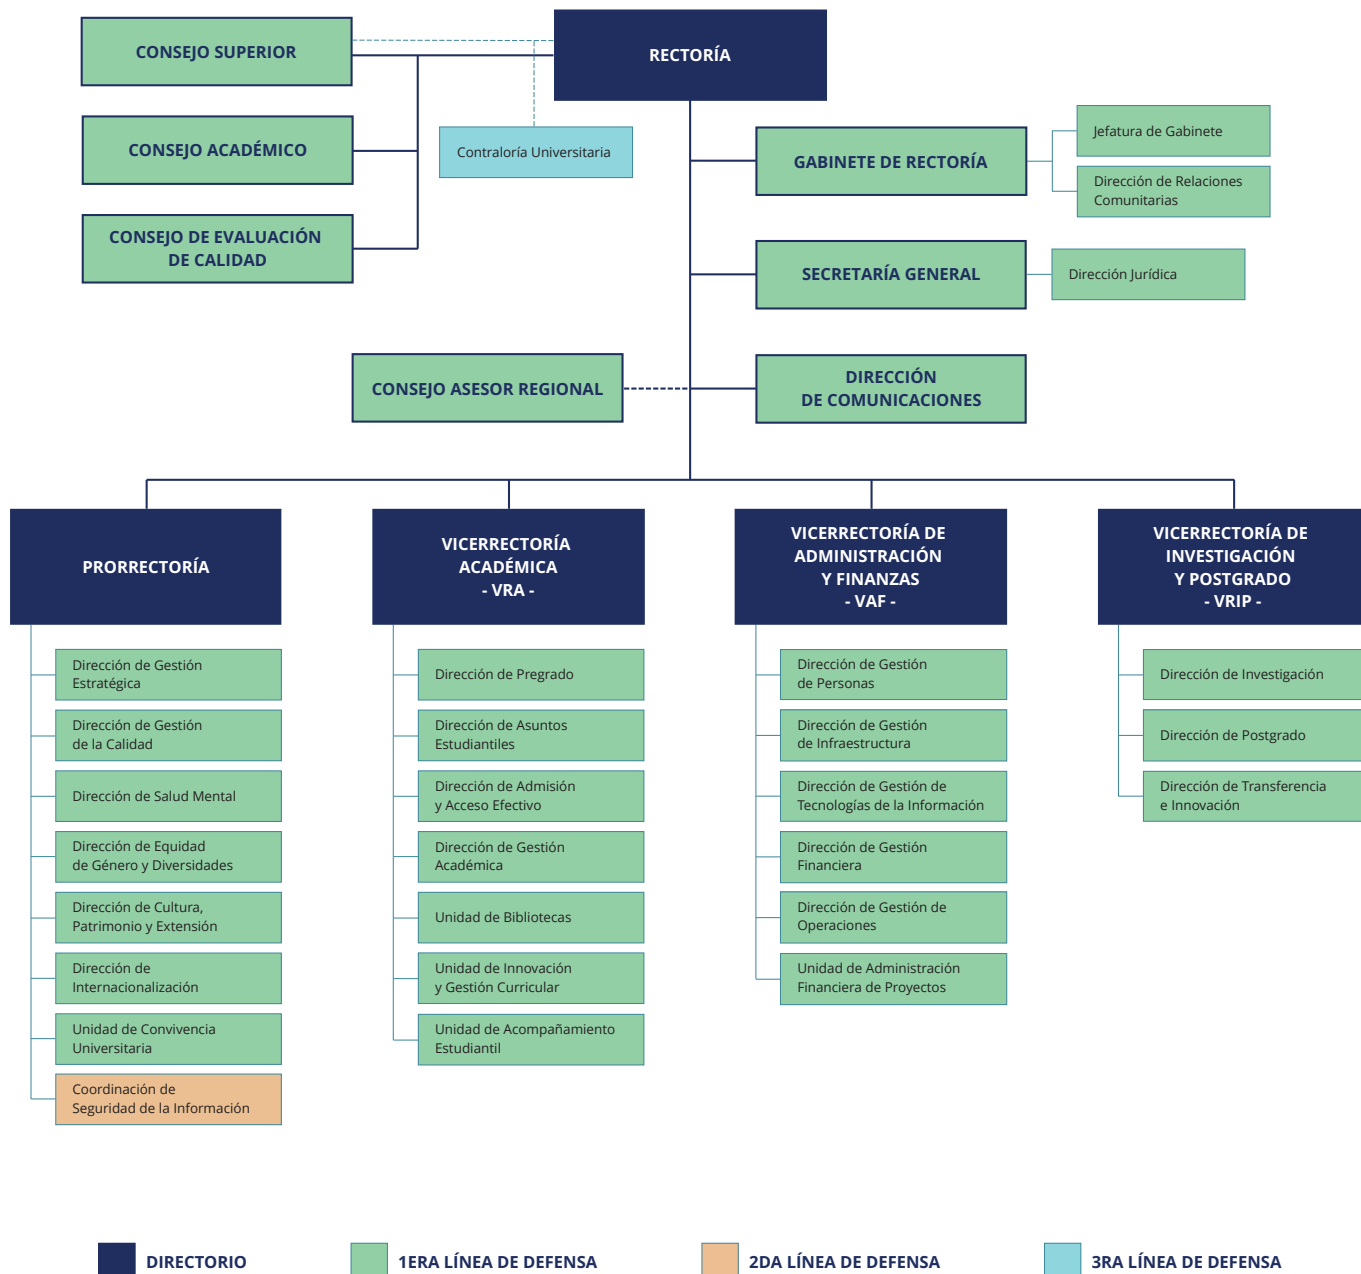 CONSEJO SUPERIOR
RECTORÍA
CONSEJO ACADÉMICO
Contraloría Universitaria
GABINETE DE RECTORÍA
Jefatura de Gabinete
Dirección de Relaciones
Comunitarias
CONSEJO DE EVALUACIÓN
DE CALIDAD
SECRETARÍA GENERAL
Dirección Jurídica
CONSEJO ASESOR REGIONAL
DIRECCIÓN
DE COMUNICACIONES
PRORRECTORÍA
Dirección de Gestión
Estratégica
Dirección de Gestión
de la Calidad
Dirección de Salud Mental
Dirección de Equidad
de Género y Diversidades
Dirección de Cultura,
Patrimonio y Extensión
Dirección de
Internacionalización
Unidad de Convivencia
Universitaria
Coordinación de
Seguridad de la Información
VICERRECTORÍA
ACADÉMICA
- VRA -
Dirección de Pregrado
Dirección de Asuntos
Estudiantiles
Dirección de Admisión
y Acceso Efectivo
Dirección de Gestión
Académica
Unidad de Bibliotecas
Unidad de Innovación
y Gestión Curricular
Unidad de Acompañamiento
Estudiantil
VICERRECTORÍA DE
ADMINISTRACIÓN
Y FINANZAS
- VAF -
Dirección de Gestión
de Personas
Dirección de Gestión
de Infraestructura
Dirección de Gestión de
Tecnologías de la Información
Dirección de Gestión
Financiera
Dirección de Gestión de
Operaciones
Unidad de Administración
Financiera de Proyectos
VICERRECTORÍA DE
INVESTIGACIÓN
Y POSTGRADO
- VRIP -
Dirección de Investigación
Dirección de Postgrado
Dirección de Transferencia
e Innovación
DIRECTORIO
1ERA LÍNEA DE DEFENSA
2DA LÍNEA DE DEFENSA
3RA LÍNEA DE DEFENSA